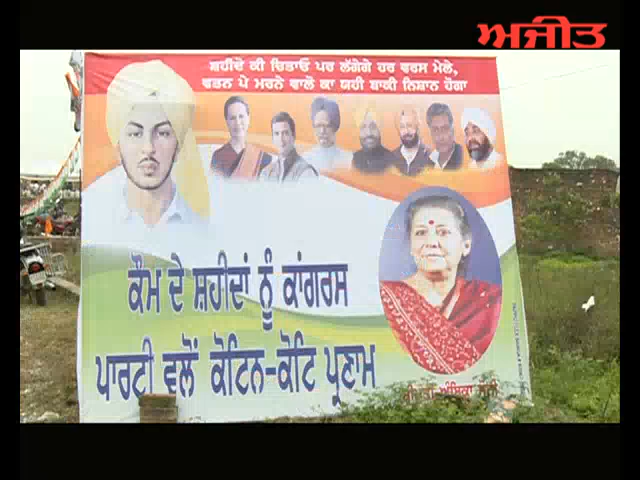 ਅਜੀਤ
ਸ਼ਹੀਦੋ ਕੀ ਚਿਤਾਓ ਪਰ ਲੱਗੇਗੇ ਹਰ ਵਰਸ ਮੇਲੇ,
ਵਤਨ ਪੇ ਮਰਨੇ ਵਾਲੋ ਕਾ ਯਹੀ ਬਾਕੀ ਨਿਸ਼ਾਨ ਹੋਗਾ
ਕੌਮ ਦੇ ਸ਼ਹੀਦਾਂ ਨੂੰ ਕਾਂਗਰਸ
ਪਾਰਟੀ ਵਲੋਂ ਕੋਟਿਨ-ਕੋਟਿ ਪ੍ਰਣਾਮ